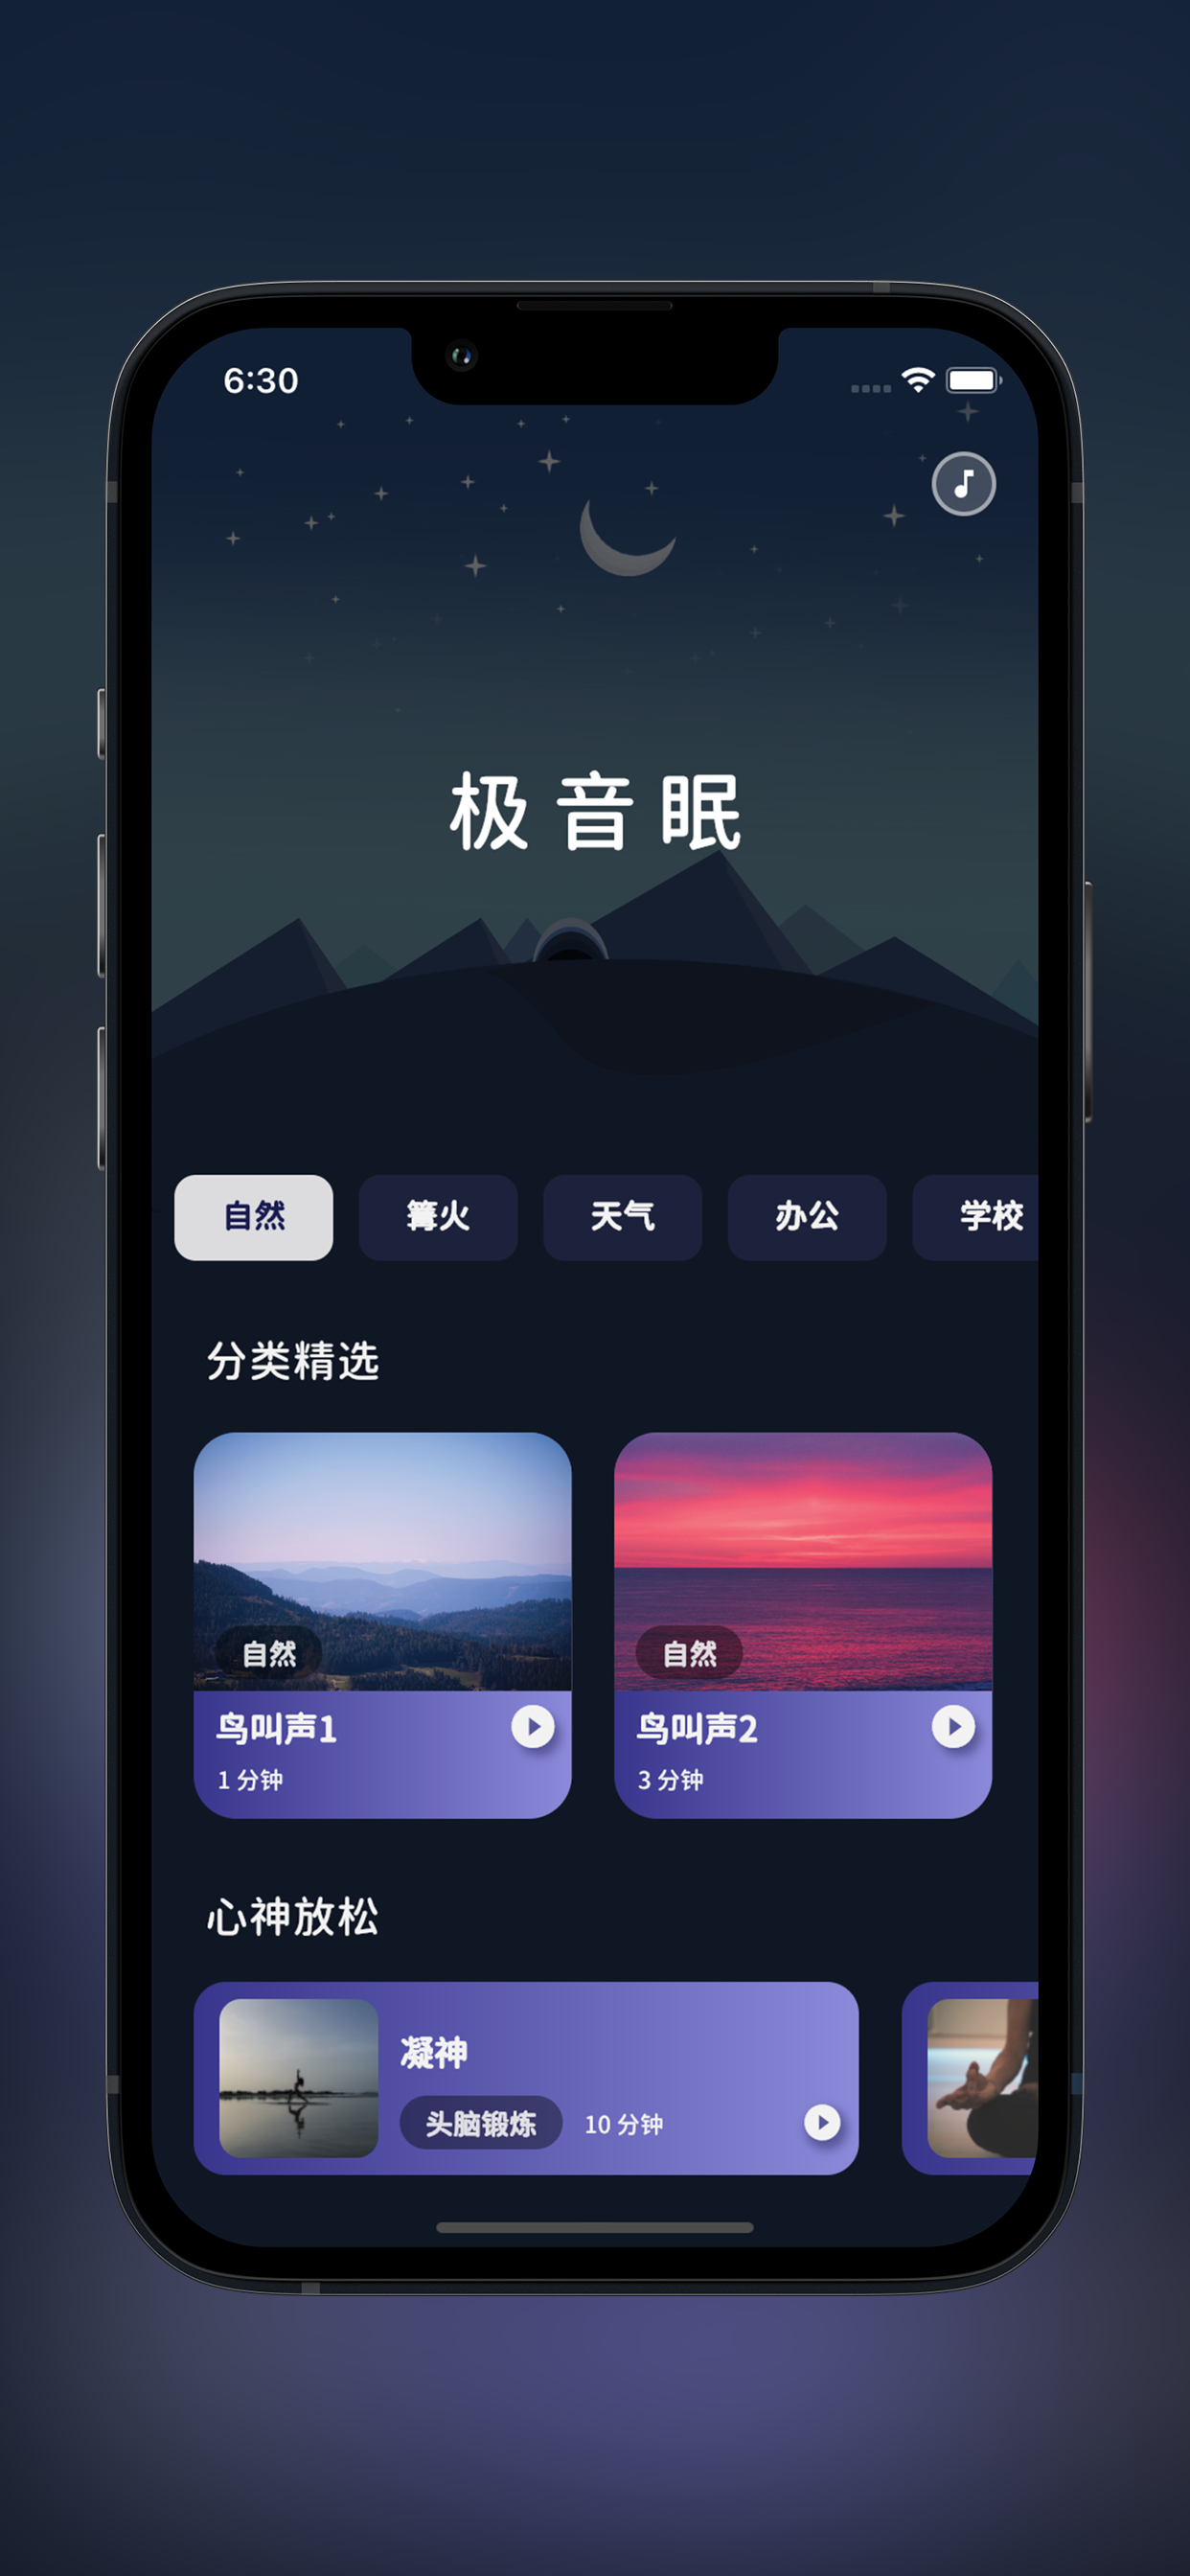 6:30
极音眠
自然 篝火 天气 办公 学校
分类精选
自然 自然
鸟叫声1 鸟叫声2
1 分钟 3 分钟
心神放松
凝神
头脑锻炼 10 分钟